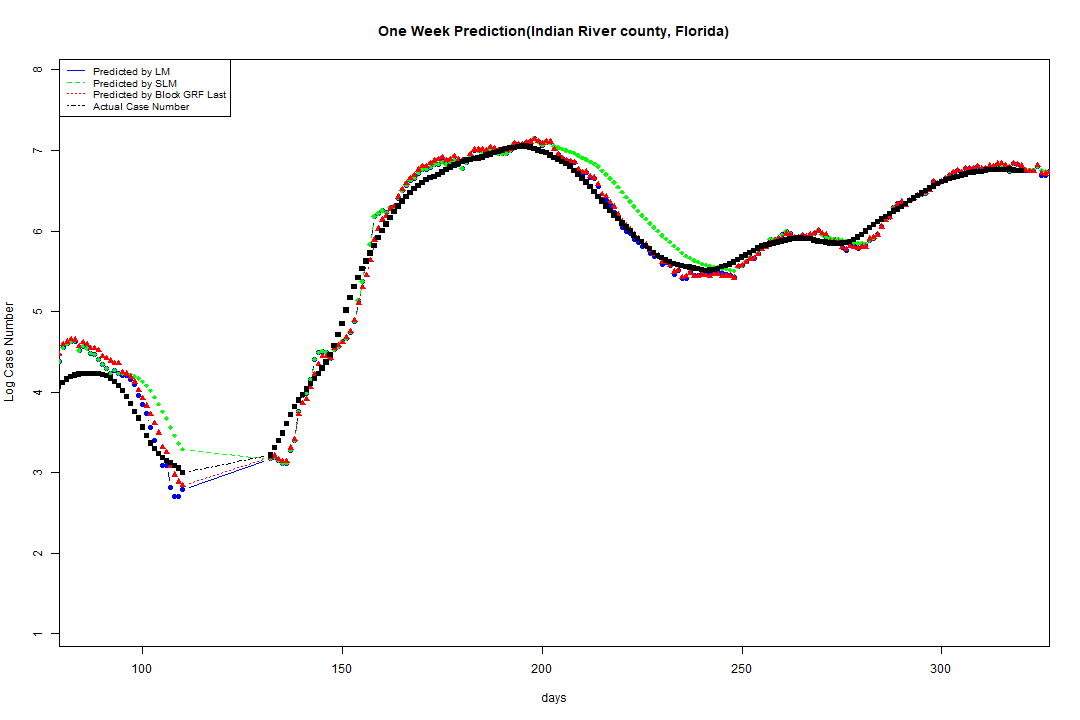 One Week Prediction(Indian River county, Florida)
Predicted by LM
Predicted by SLM
Predicted by Block GRF Last
Actual Case Number
8
7
6
5
4
3
2
1
Log Case Number
100 150 200 250 300
days